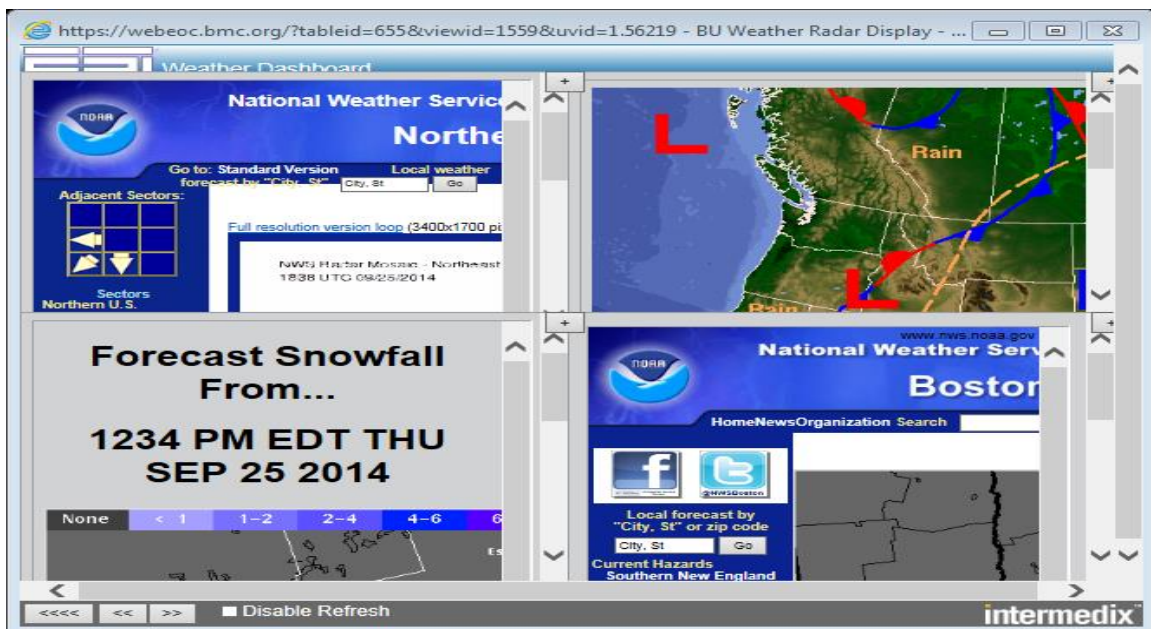 https://webeoc.bmc.org/?tableid=655&viewid=1559&uvid=1.56219 - BU Weather Radar Display - ...
Weather Dashboard
NOAA
National Weather Servic
Northe
Go to: Standard Version Local weather
forecast by "City, St" City, St Go
Adjacent Sectors:
Full resolution version loop (3400x1700 pi
NWS Radar Mosaic - Northeast
1838 UTC 09/25/2014
Sectors
Northern U.S.
+
+
L
Rain
L
Rain
Forecast Snowfall
From...
1234 PM EDT THU
SEP 25 2014
None < 1 1-2 2-4 4-6 6
Es
+
+
www.nws.noaa.gov
NOAA
National Weather Serv
Boston
HomeNewsOrganization Search
f
t
@NWSBoston
Local forecast by
"City, St" or zip code
City, St Go
Current Hazards
Southern New England
<<<< << >> Disable Refresh
intermedix